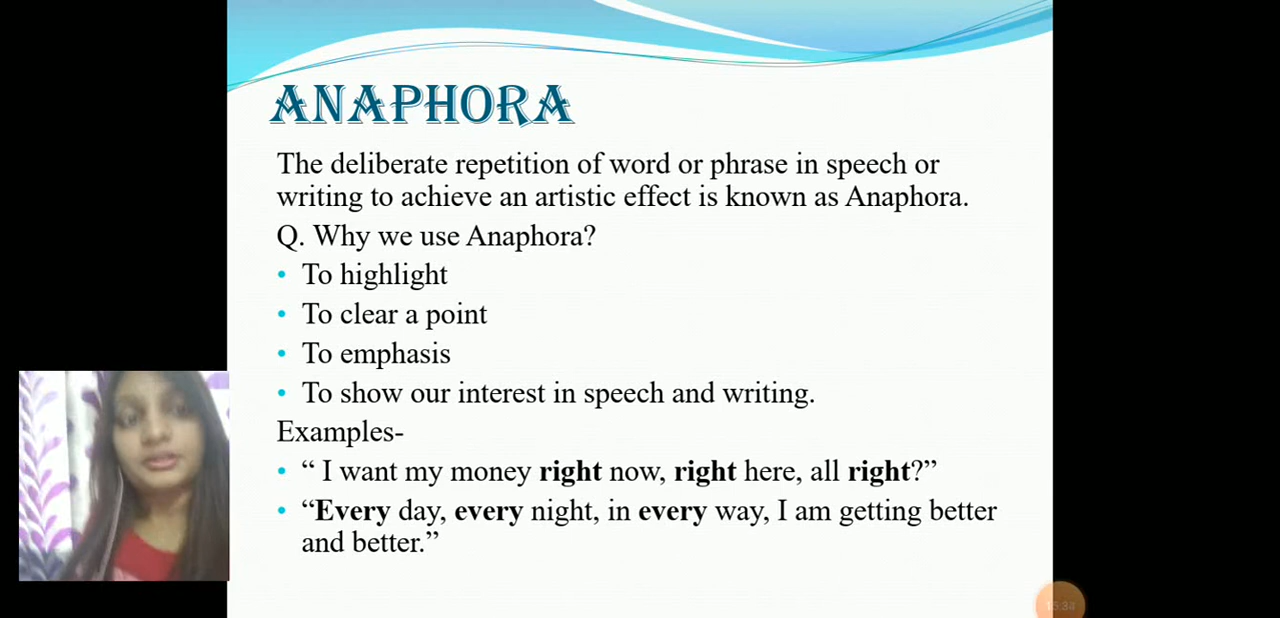 ANAPHORA
The deliberate repetition of word or phrase in speech or
writing to achieve an artistic effect is known as Anaphora.
Q. Why we use Anaphora?
• To highlight
• To clear a point
• To emphasis
• To show our interest in speech and writing.
Examples-
• “ I want my money right now, right here, all right?”
• “Every day, every night, in every way, I am getting better
and better.”
15:34